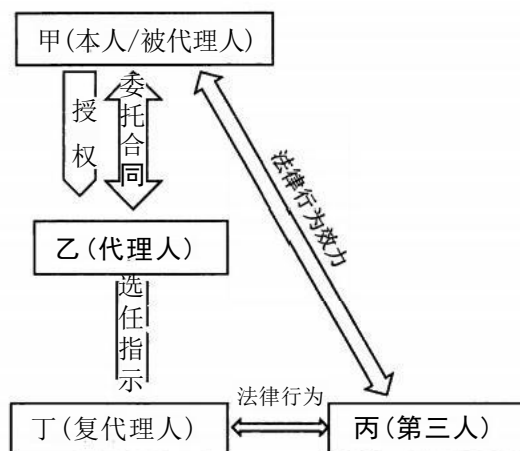 甲(本人/被代理人)
授权
委托合同
法律行为效力
乙(代理人)
选任指示
法律行为
丁(复代理人)
丙(第三人)